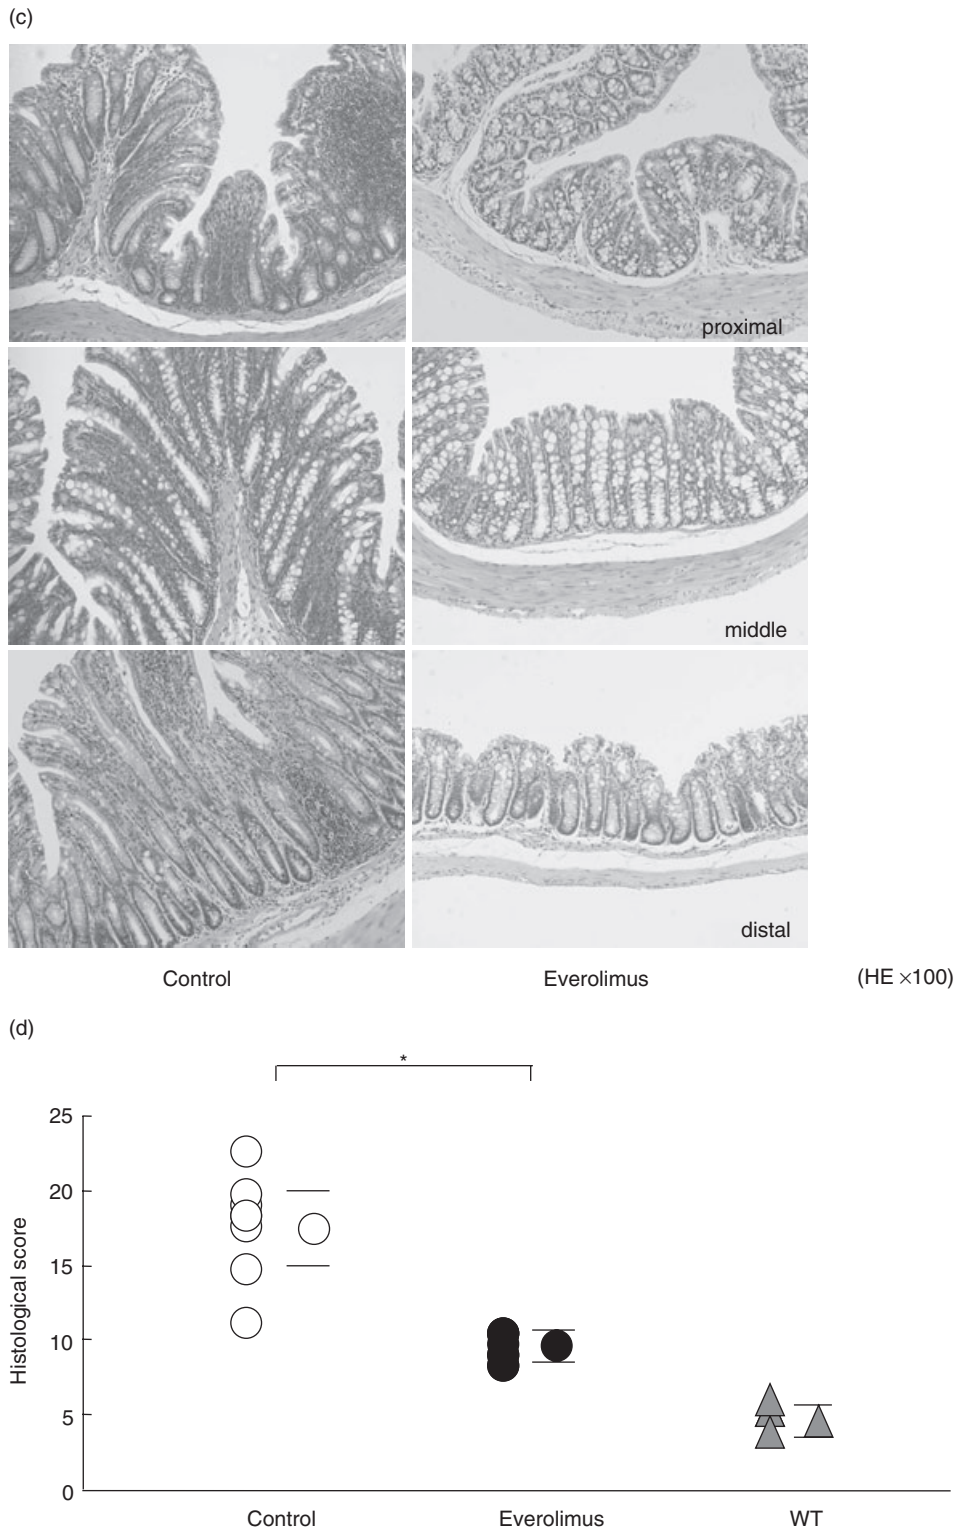 (c)
proximal
middle
distal
Control Everolimus (HE ×100)
(d)
*
25
20
15
10
5
0
Histological score
Control Everolimus WT